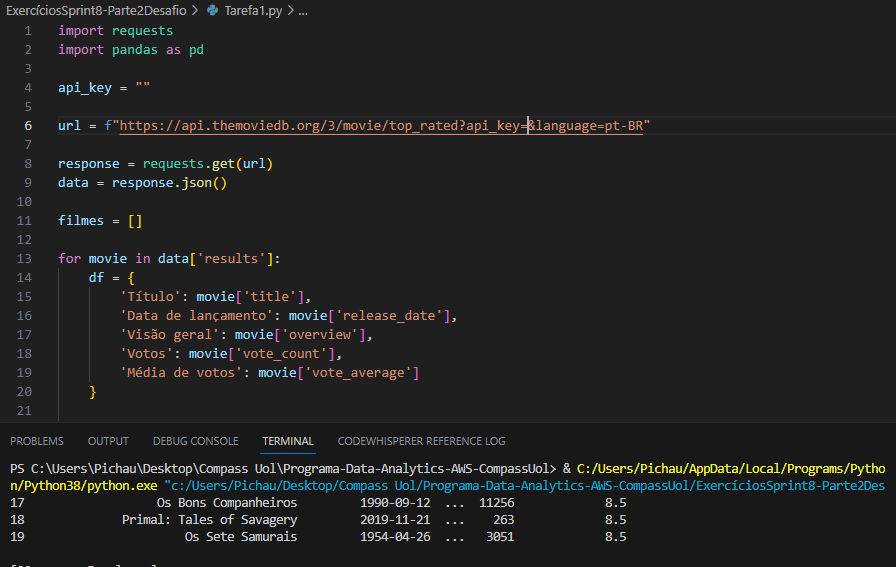 ExercíciosSprint8-Parte2Desafio > Tarefa1.py > ...
1 import requests
2 import pandas as pd
3
4 api_key = ""
5
6 url = f"https://api.themoviedb.org/3/movie/top_rated?api_key=&language=pt-BR"
7
8 response = requests.get(url)
9 data = response.json()
10
11 filmes = []
12
13 for movie in data['results']:
14 df = {
15 'Título': movie['title'],
16 'Data de lançamento': movie['release_date'],
17 'Visão geral': movie['overview'],
18 'Votos': movie['vote_count'],
19 'Média de votos': movie['vote_average']
20 }
21
PROBLEMS OUTPUT DEBUG CONSOLE TERMINAL CODEWHISPERER REFERENCE LOG
PS C:\Users\Pichau\Desktop\Compass Uol\Programa-Data-Analytics-AWS-CompassUol> & C:/Users/Pichau/AppData/Local/Programs/Pytho
n/Python38/python.exe "c:/Users/Pichau/Desktop/Compass Uol/Programa-Data-Analytics-AWS-CompassUol/ExercíciosSprint8-Parte2Des
17 Os Bons Companheiros 1990-09-12 ... 11256 8.5
18 Primal: Tales of Savagery 2019-11-21 ... 263 8.5
19 Os Sete Samurais 1954-04-26 ... 3051 8.5